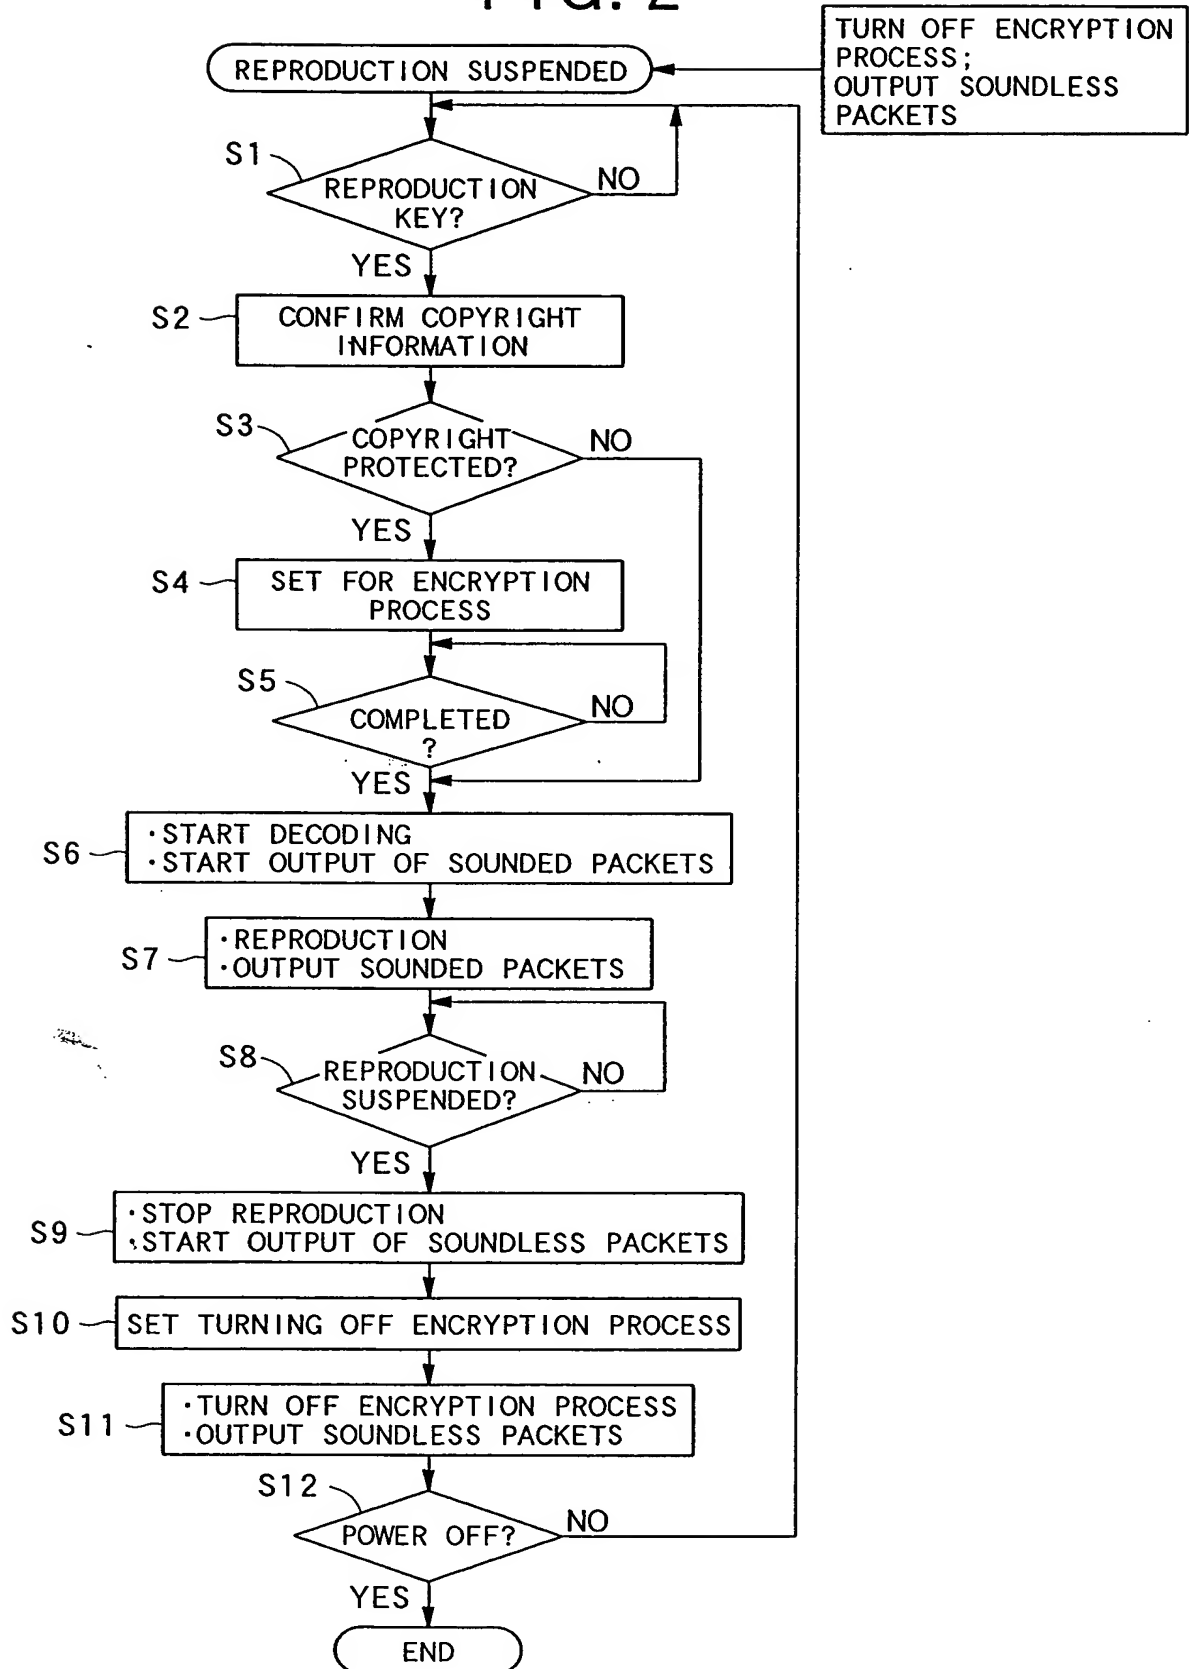 FIG. 2
TURN OFF ENCRYPTION
PROCESS;
OUTPUT SOUNDLESS
PACKETS
REPRODUCTION SUSPENDED
S1
REPRODUCTION
KEY?
NO
YES
S2
CONFIRM COPYRIGHT
INFORMATION
S3
COPYRIGHT
PROTECTED?
NO
YES
S4
SET FOR ENCRYPTION
PROCESS
S5
COMPLETED
?
NO
YES
S6
·START DECODING
·START OUTPUT OF SOUNDED PACKETS
S7
·REPRODUCTION
·OUTPUT SOUNDED PACKETS
S8
REPRODUCTION
SUSPENDED?
NO
YES
S9
·STOP REPRODUCTION
·START OUTPUT OF SOUNDLESS PACKETS
S10
SET TURNING OFF ENCRYPTION PROCESS
S11
·TURN OFF ENCRYPTION PROCESS
·OUTPUT SOUNDLESS PACKETS
S12
POWER OFF?
NO
YES
END